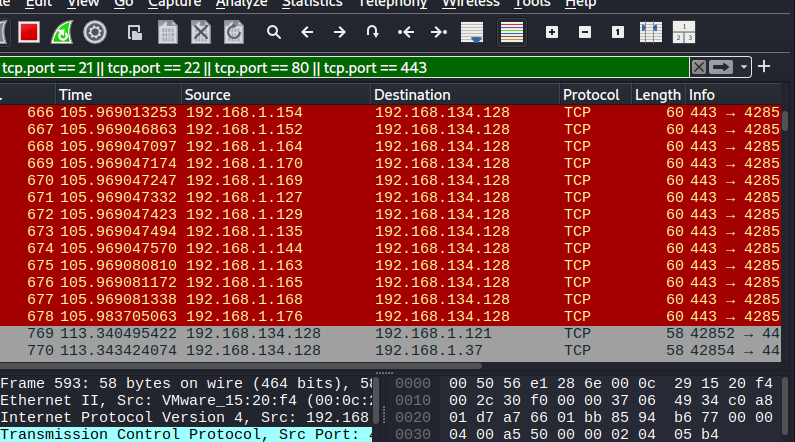 View Go Capture Analyze Statistics Telephony Wireless Tools Help
1 1 2 3
tcp.port == 21 || tcp.port == 22 || tcp.port == 80 || tcp.port == 443
Time Source Destination Protocol Length Info
666 105.969013253 192.168.1.154 192.168.134.128 TCP 60 443 → 4285
667 105.969046863 192.168.1.152 192.168.134.128 TCP 60 443 → 4285
668 105.969047097 192.168.1.164 192.168.134.128 TCP 60 443 → 4285
669 105.969047174 192.168.1.170 192.168.134.128 TCP 60 443 → 4285
670 105.969047247 192.168.1.169 192.168.134.128 TCP 60 443 → 4285
671 105.969047332 192.168.1.127 192.168.134.128 TCP 60 443 → 4285
672 105.969047423 192.168.1.129 192.168.134.128 TCP 60 443 → 4285
673 105.969047494 192.168.1.135 192.168.134.128 TCP 60 443 → 4285
674 105.969047570 192.168.1.144 192.168.134.128 TCP 60 443 → 4285
675 105.969080810 192.168.1.163 192.168.134.128 TCP 60 443 → 4285
676 105.969081172 192.168.1.165 192.168.134.128 TCP 60 443 → 4285
677 105.969081338 192.168.1.168 192.168.134.128 TCP 60 443 → 4285
678 105.983705063 192.168.1.176 192.168.134.128 TCP 60 443 → 4285
769 113.340495422 192.168.134.128 192.168.1.121 TCP 58 42852 → 44
770 113.343424074 192.168.134.128 192.168.1.37 TCP 58 42854 → 44
Frame 593: 58 bytes on wire (464 bits), 58
Ethernet II, Src: VMware_15:20:f4 (00:0c:2
Internet Protocol Version 4, Src: 192.168
Transmission Control Protocol, Src Port: 4
0000 00 50 56 e1 28 6e 00 0c 29 15 20 f4
0010 00 2c 30 f0 00 00 37 06 49 34 c0 a8
0020 01 d7 a7 66 01 bb 85 94 b6 77 00 00
0030 04 00 a5 50 00 00 02 04 05 b4